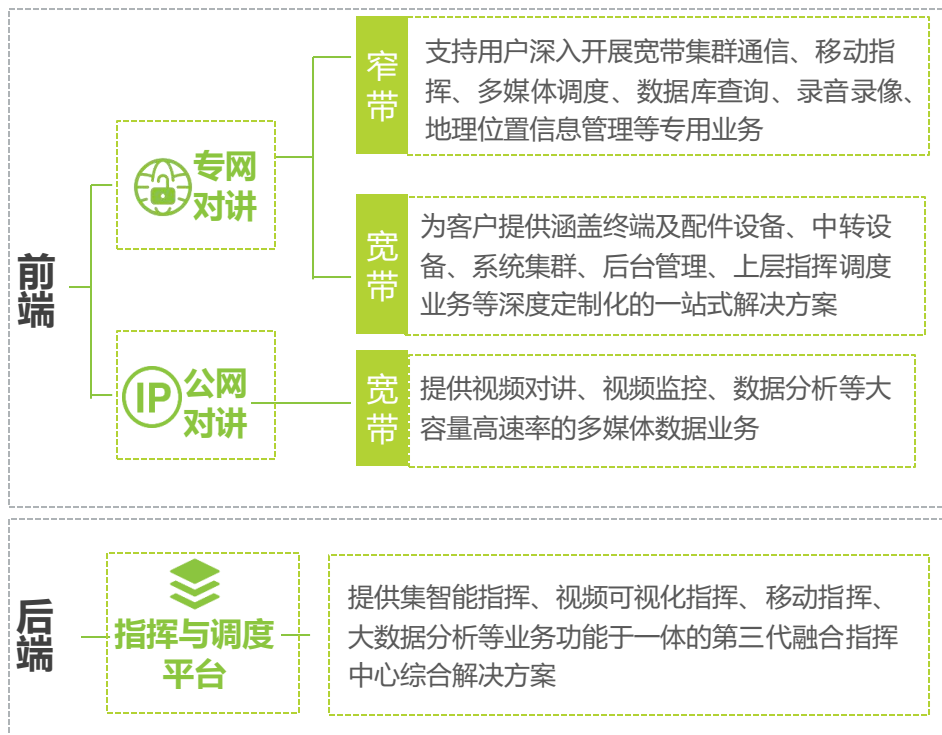 前端
专网
对讲
窄带
支持用户深入开展宽带集群通信、移动指
挥、多媒体调度、数据库查询、录音录像、
地理位置信息管理等专用业务
宽带
为客户提供涵盖终端及配件设备、中转设
备、系统集群、后台管理、上层指挥调度
业务等深度定制化的一站式解决方案
IP
公网
对讲
宽带
提供视频对讲、视频监控、数据分析等大
容量高速率的多媒体数据业务
后端
指挥与调度
平台
提供集智能指挥、视频可视化指挥、移动指挥、
大数据分析等业务功能于一体的第三代融合指挥
中心综合解决方案